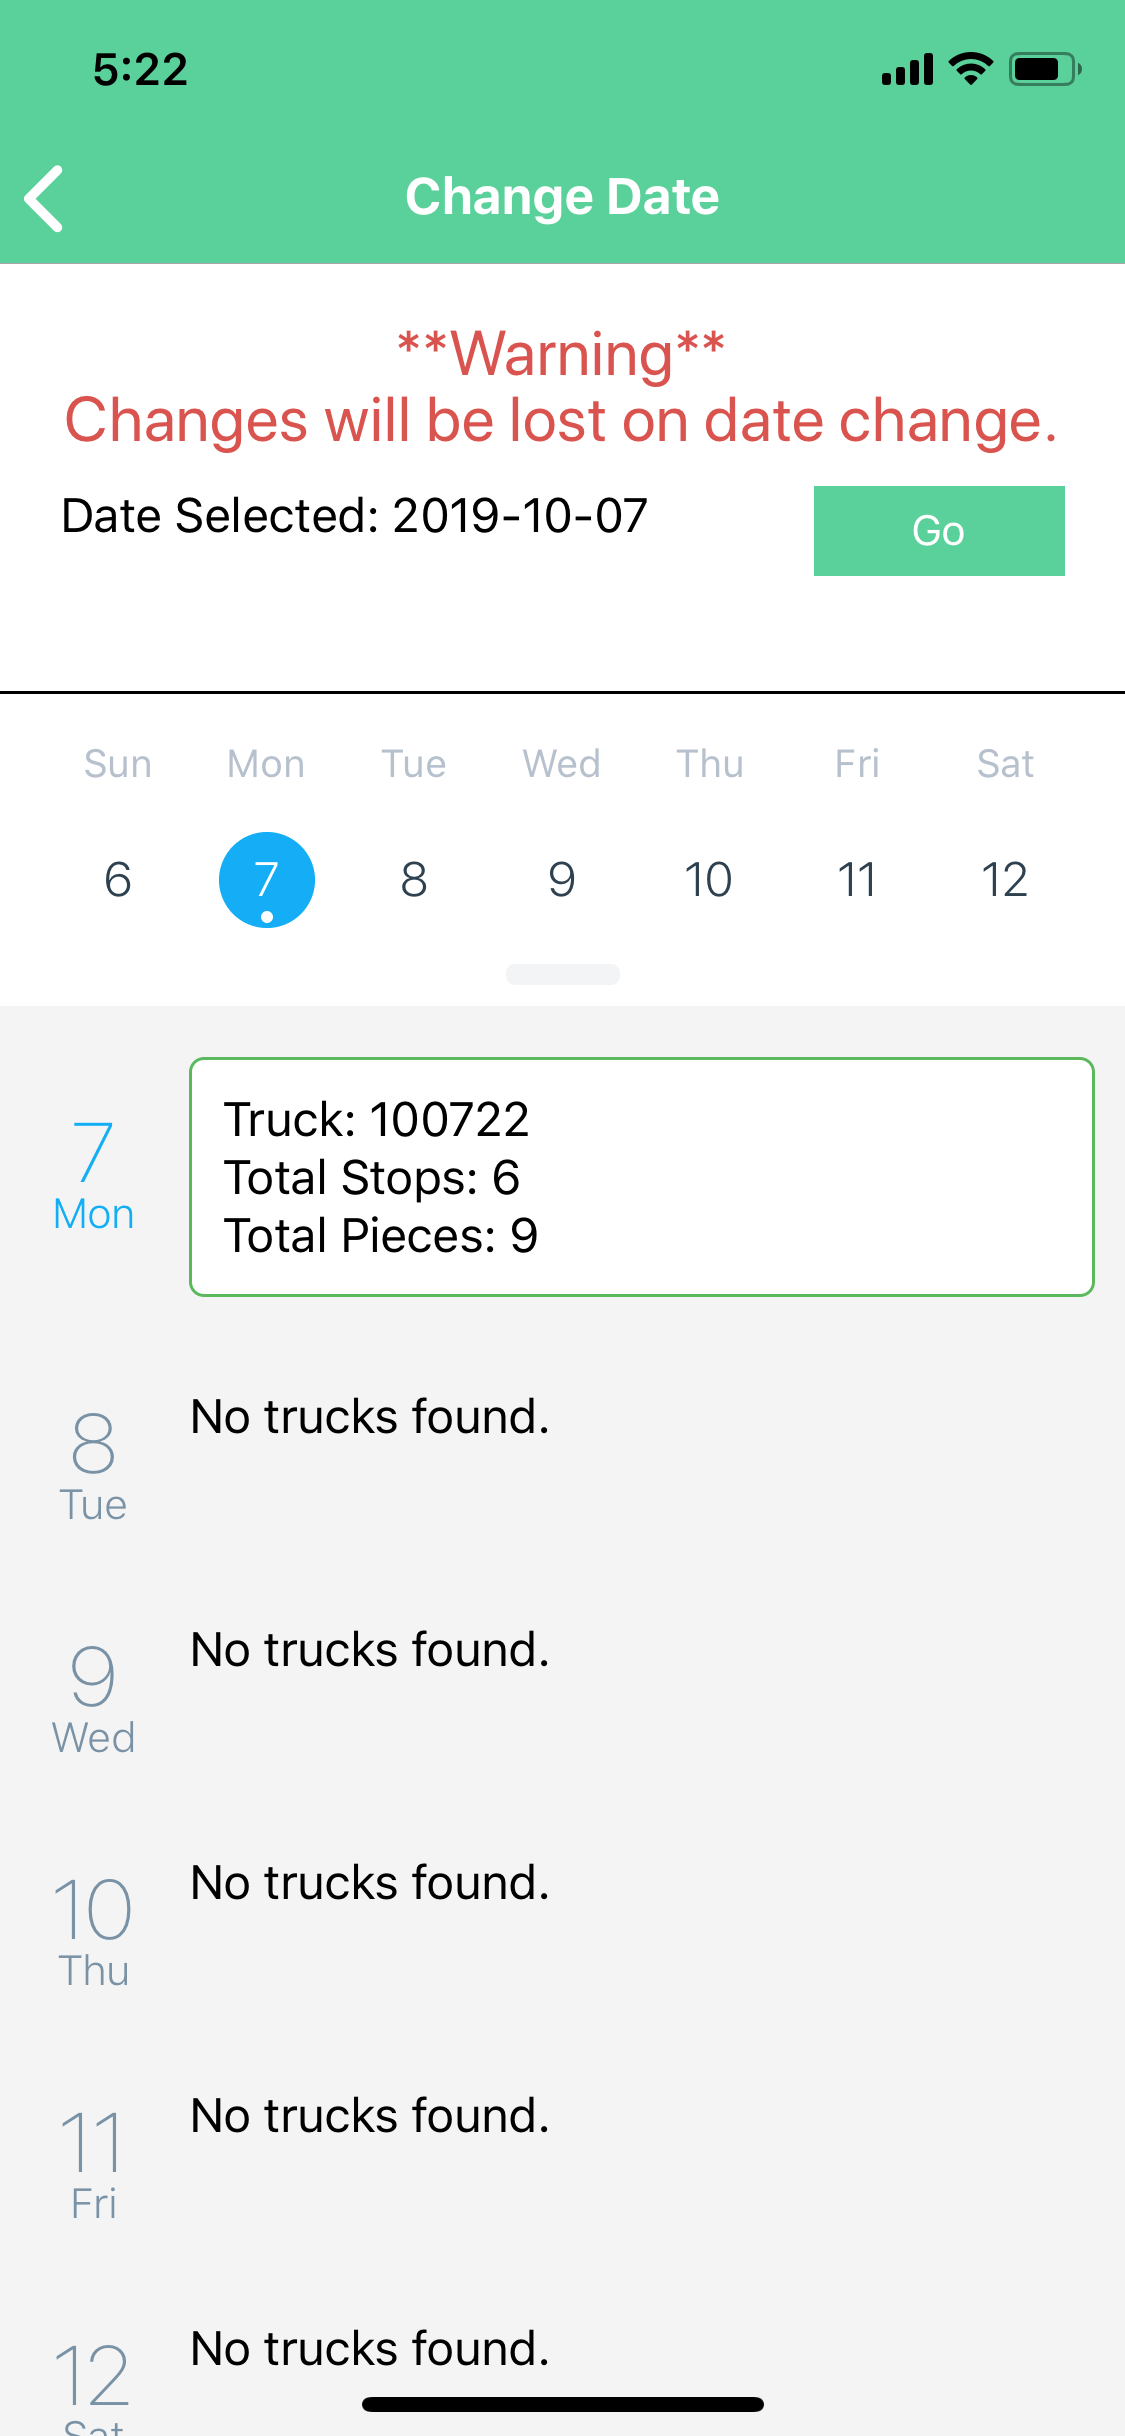 5:22
Change Date
**Warning**
Changes will be lost on date change.
Date Selected: 2019-10-07
Go
Sun Mon Tue Wed Thu Fri Sat
6 7 8 9 10 11 12
7
Mon
Truck: 100722
Total Stops: 6
Total Pieces: 9
8
Tue
No trucks found.
9
Wed
No trucks found.
10
Thu
No trucks found.
11
Fri
No trucks found.
12
Sat
No trucks found.